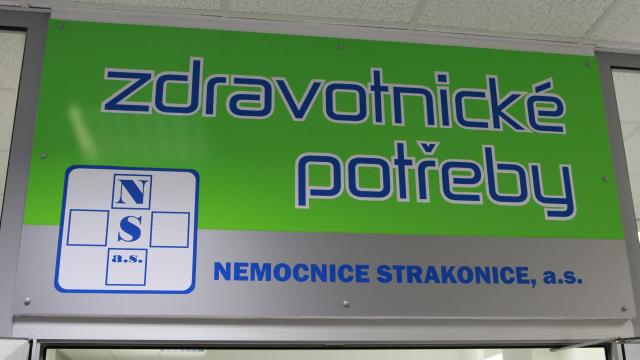 zdravotnické
potřeby
N
S
a.s.
NEMOCNICE STRAKONICE, a.s.